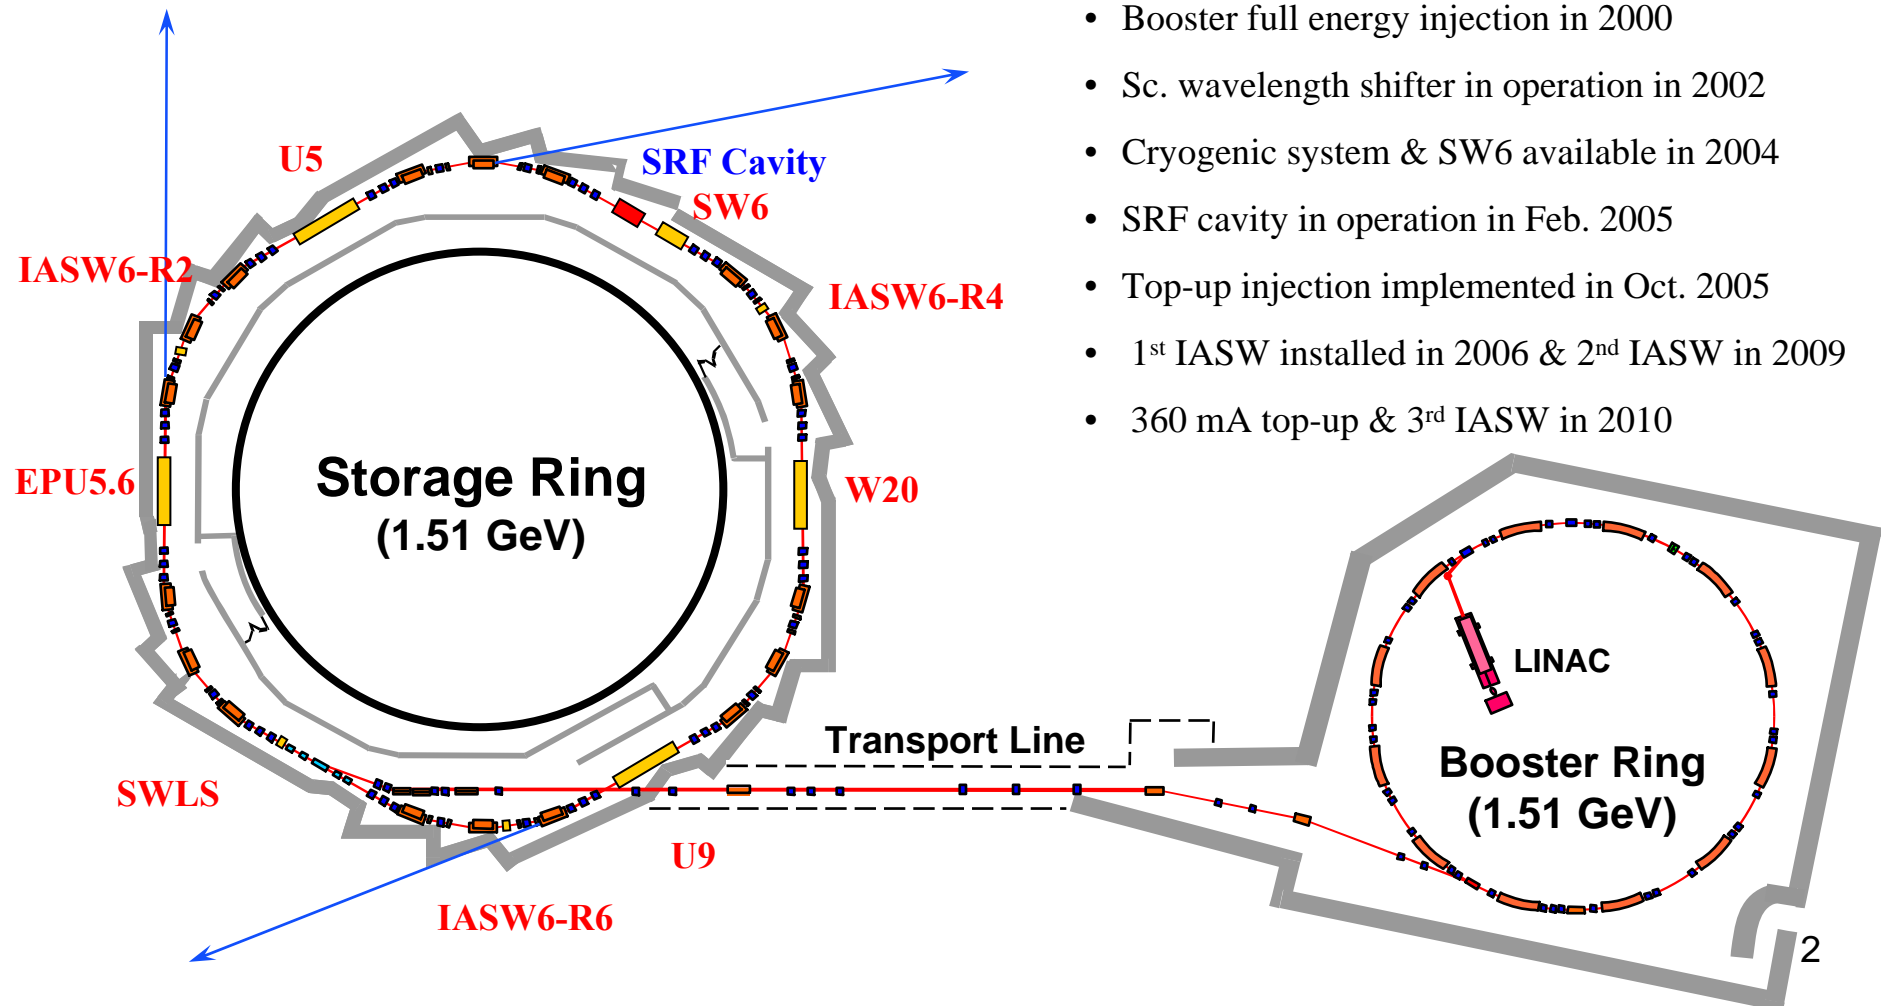 • Booster full energy injection in 2000
• Sc. wavelength shifter in operation in 2002
• Cryogenic system & SW6 available in 2004
• SRF cavity in operation in Feb. 2005
• Top-up injection implemented in Oct. 2005
• 1st IASW installed in 2006 & 2nd IASW in 2009
• 360 mA top-up & 3rd IASW in 2010
U5
SRF Cavity
SW6
IASW6-R2
IASW6-R4
EPU5.6
Storage Ring
(1.51 GeV)
W20
LINAC
Transport Line
Booster Ring
(1.51 GeV)
SWLS
U9
IASW6-R6
2